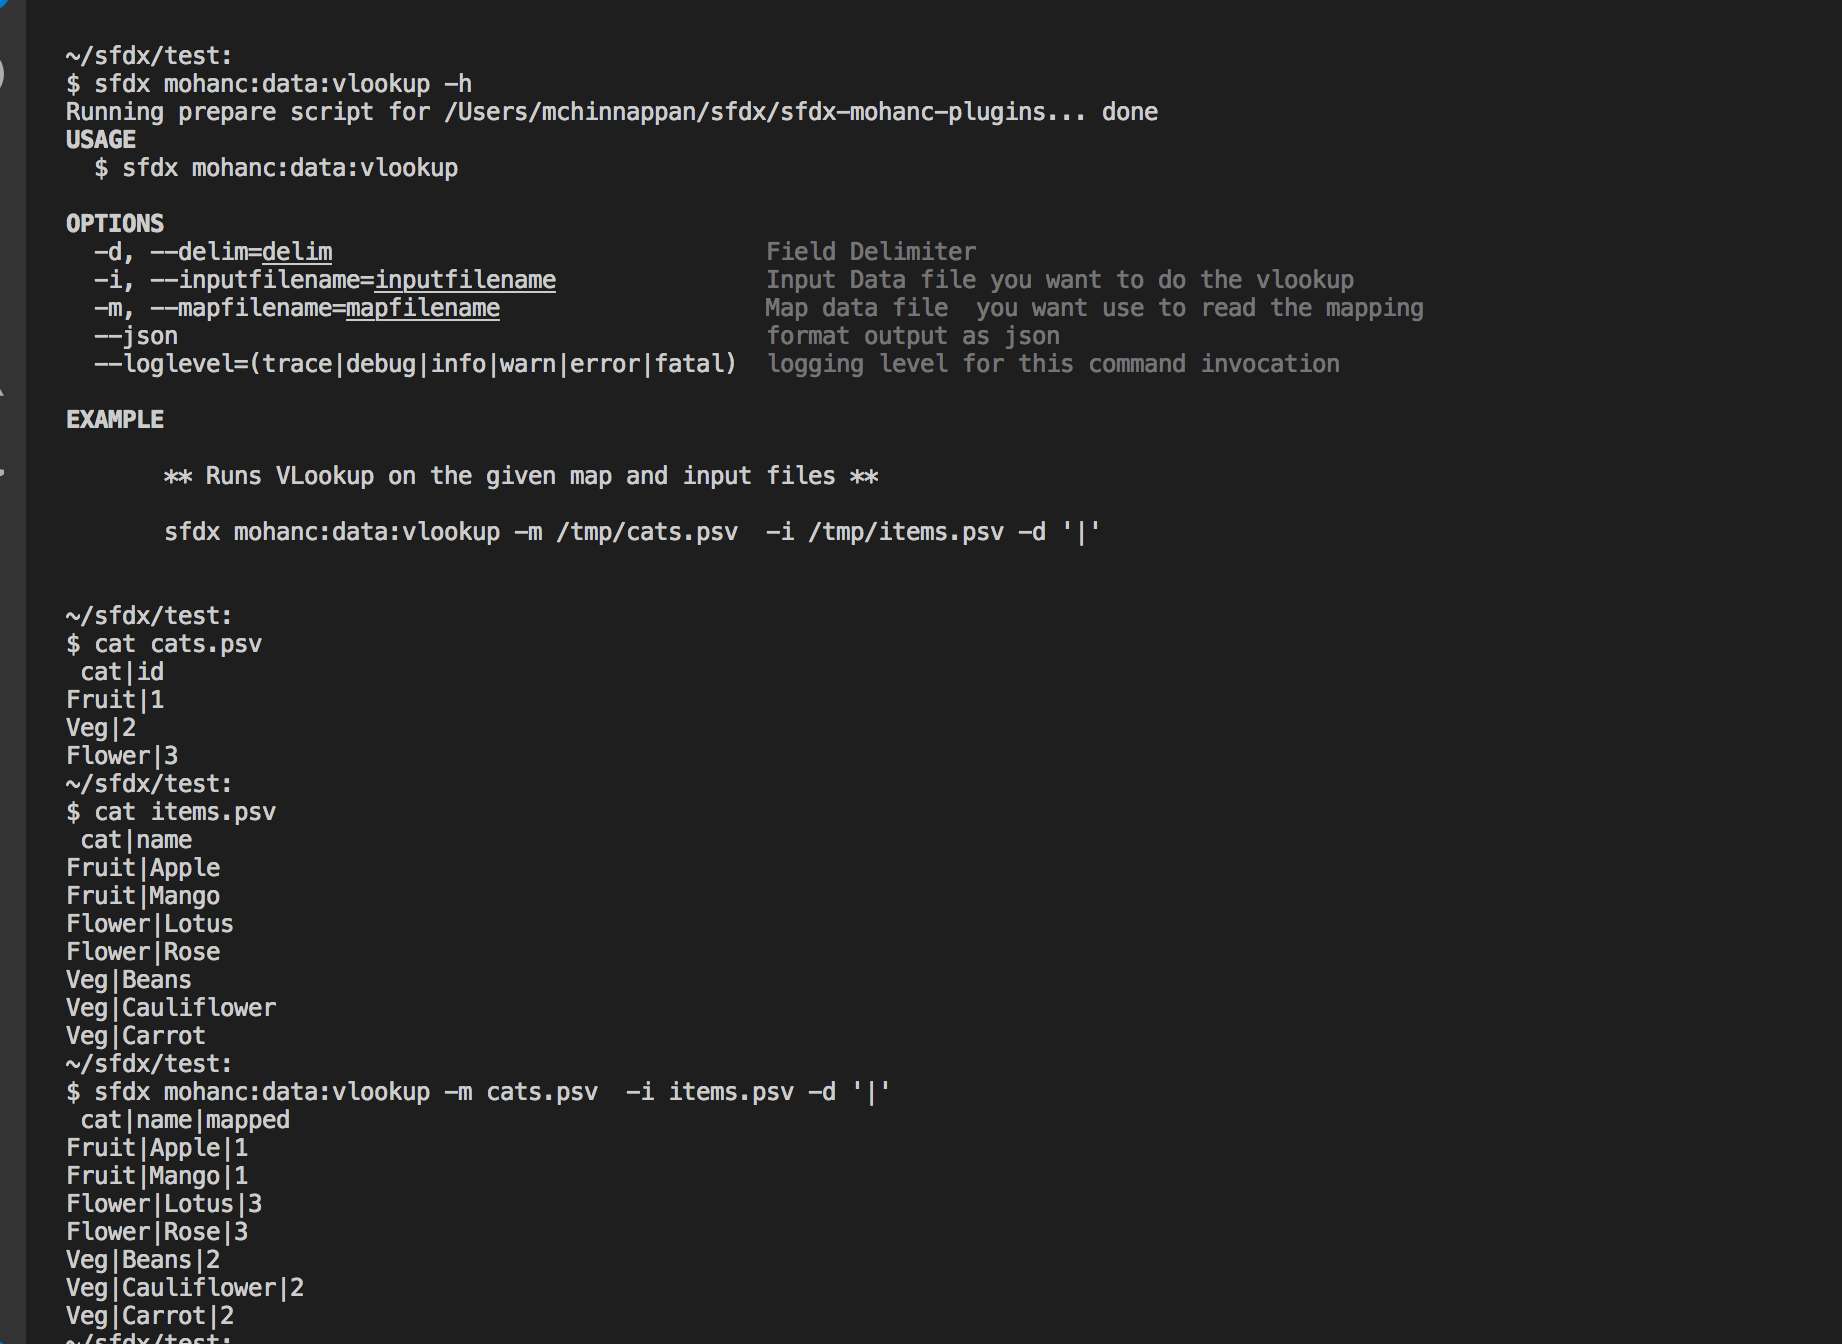 ~/sfdx/test:
$ sfdx mohanc:data:vlookup -h
Running prepare script for /Users/mchinnappan/sfdx/sfdx-mohanc-plugins... done
USAGE
  $ sfdx mohanc:data:vlookup

OPTIONS
  -d, --delim=delim                               Field Delimiter
  -i, --inputfilename=inputfilename               Input Data file you want to do the vlookup
  -m, --mapfilename=mapfilename                   Map data file  you want use to read the mapping
  --json                                          format output as json
  --loglevel=(trace|debug|info|warn|error|fatal)  logging level for this command invocation

EXAMPLE

       ** Runs VLookup on the given map and input files **

       sfdx mohanc:data:vlookup -m /tmp/cats.psv  -i /tmp/items.psv -d '|'


~/sfdx/test:
$ cat cats.psv
 cat|id
Fruit|1
Veg|2
Flower|3
~/sfdx/test:
$ cat items.psv
 cat|name
Fruit|Apple
Fruit|Mango
Flower|Lotus
Flower|Rose
Veg|Beans
Veg|Cauliflower
Veg|Carrot
~/sfdx/test:
$ sfdx mohanc:data:vlookup -m cats.psv  -i items.psv -d '|'
 cat|name|mapped
Fruit|Apple|1
Fruit|Mango|1
Flower|Lotus|3
Flower|Rose|3
Veg|Beans|2
Veg|Cauliflower|2
Veg|Carrot|2
~/sfdx/test: